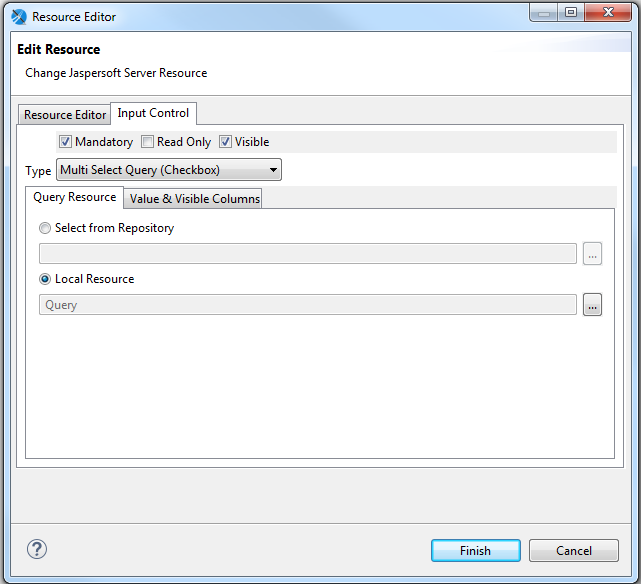 Resource Editor
Edit Resource
Change Jaspersoft Server Resource
Resource Editor Input Control
Mandatory Read Only Visible
Type Multi Select Query (Checkbox)
Query Resource Value & Visible Columns
Select from Repository
...
Local Resource
Query ...
? Finish Cancel